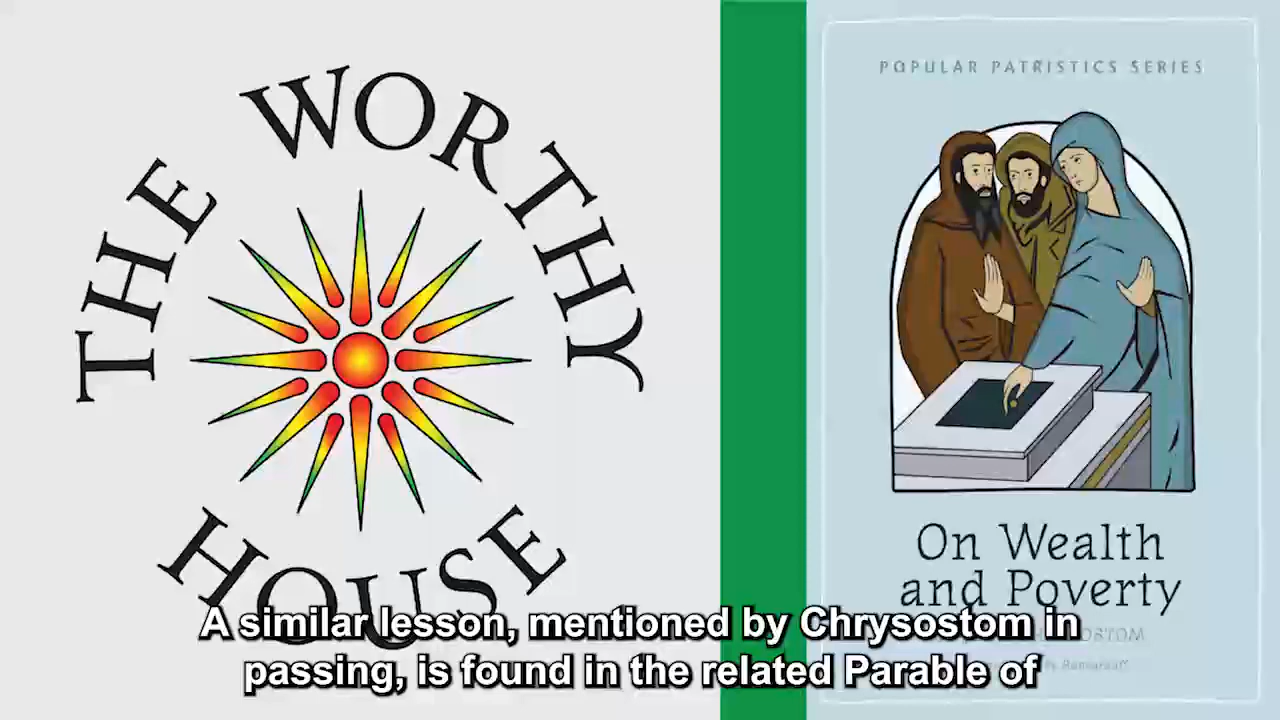 THE WORTHY
HOUSE
POPULAR PATRISTICS SERIES
On Wealth
and Poverty
A similar lesson, mentioned by Chrysostom in
passing, is found in the related Parable of